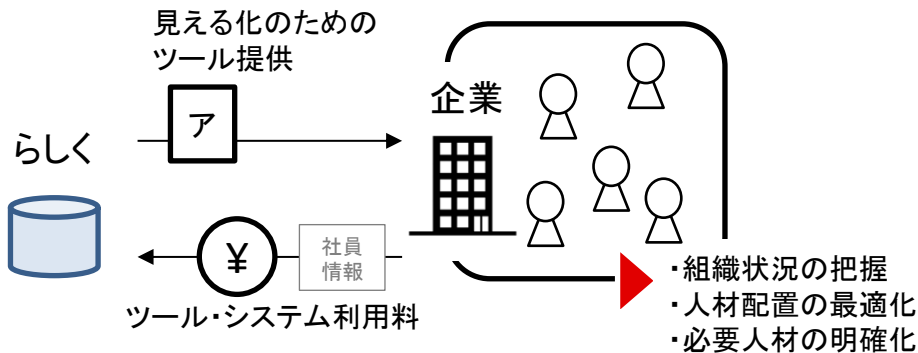 見える化のための
ツール提供
ア
らしく
企業
¥
社員
情報
ツール・システム利用料
・組織状況の把握
・人材配置の最適化
・必要人材の明確化